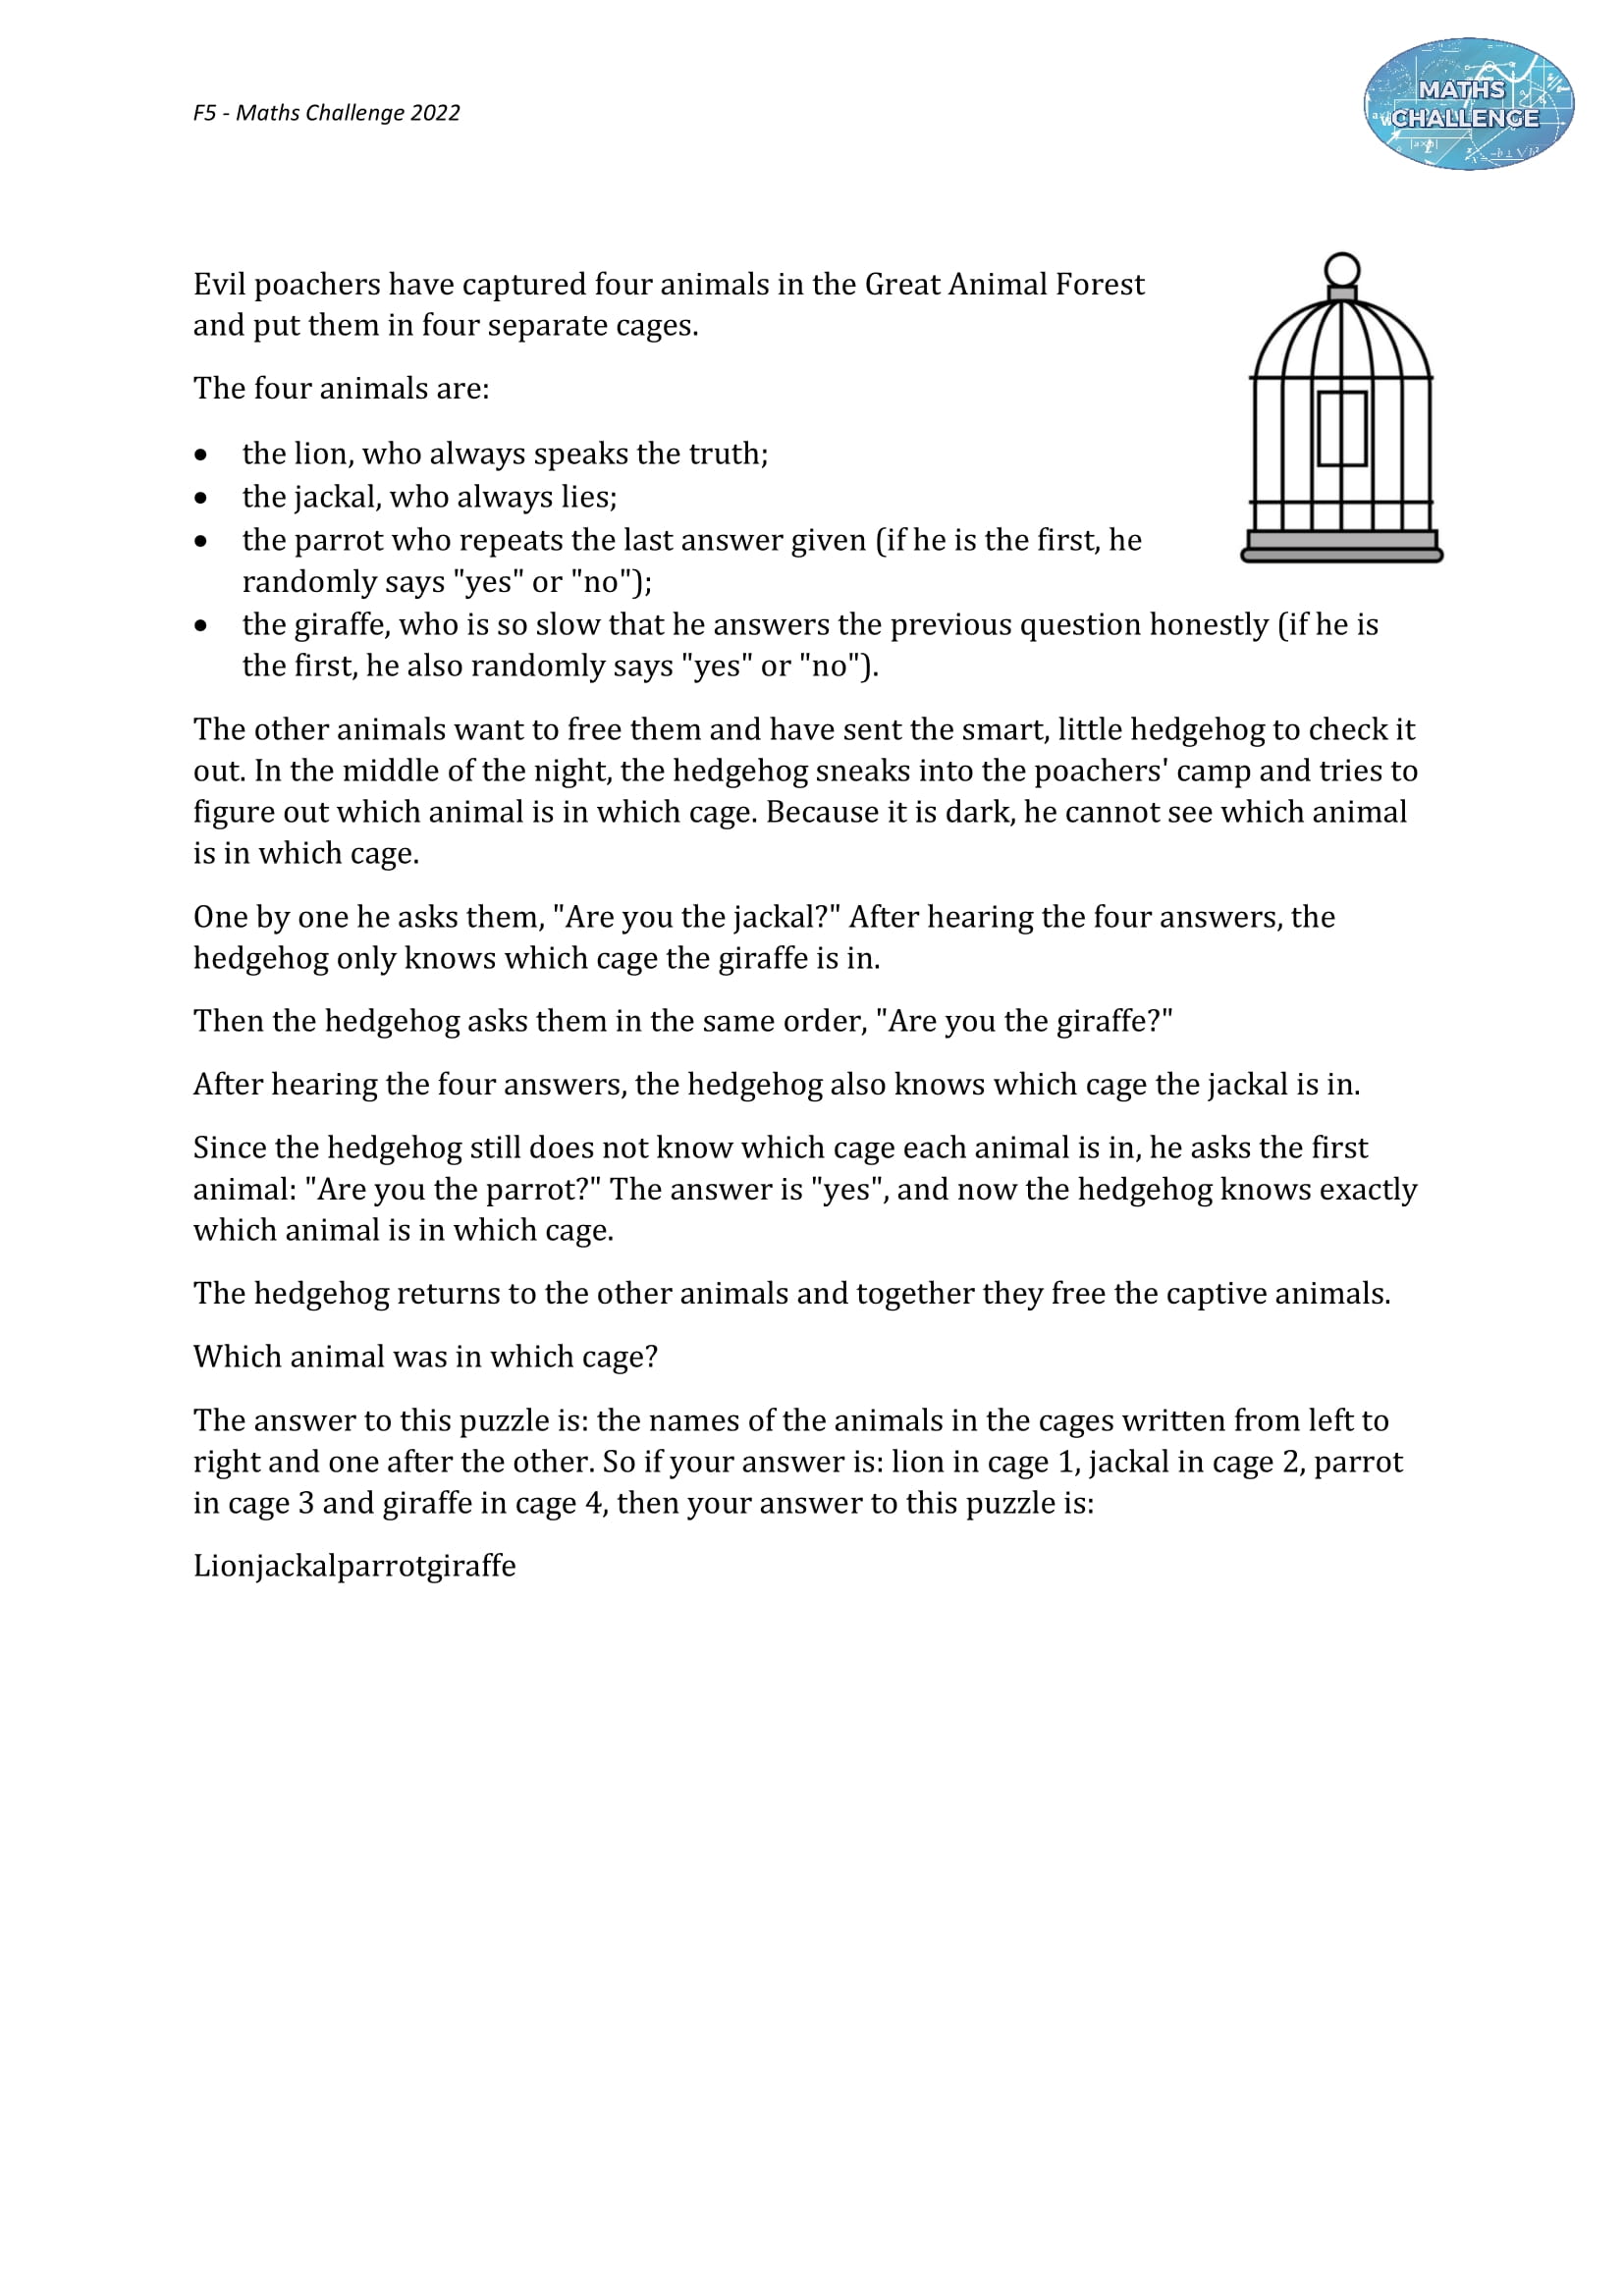 F5 - Maths Challenge 2022
MATHS
CHALLENGE
Evil poachers have captured four animals in the Great Animal Forest
and put them in four separate cages.
The four animals are:
• the lion, who always speaks the truth;
• the jackal, who always lies;
• the parrot who repeats the last answer given (if he is the first, he
randomly says "yes" or "no");
• the giraffe, who is so slow that he answers the previous question honestly (if he is
the first, he also randomly says "yes" or "no").
The other animals want to free them and have sent the smart, little hedgehog to check it
out. In the middle of the night, the hedgehog sneaks into the poachers' camp and tries to
figure out which animal is in which cage. Because it is dark, he cannot see which animal
is in which cage.
One by one he asks them, "Are you the jackal?" After hearing the four answers, the
hedgehog only knows which cage the giraffe is in.
Then the hedgehog asks them in the same order, "Are you the giraffe?"
After hearing the four answers, the hedgehog also knows which cage the jackal is in.
Since the hedgehog still does not know which cage each animal is in, he asks the first
animal: "Are you the parrot?" The answer is "yes", and now the hedgehog knows exactly
which animal is in which cage.
The hedgehog returns to the other animals and together they free the captive animals.
Which animal was in which cage?
The answer to this puzzle is: the names of the animals in the cages written from left to
right and one after the other. So if your answer is: lion in cage 1, jackal in cage 2, parrot
in cage 3 and giraffe in cage 4, then your answer to this puzzle is:
Lionjackalparrotgiraffe